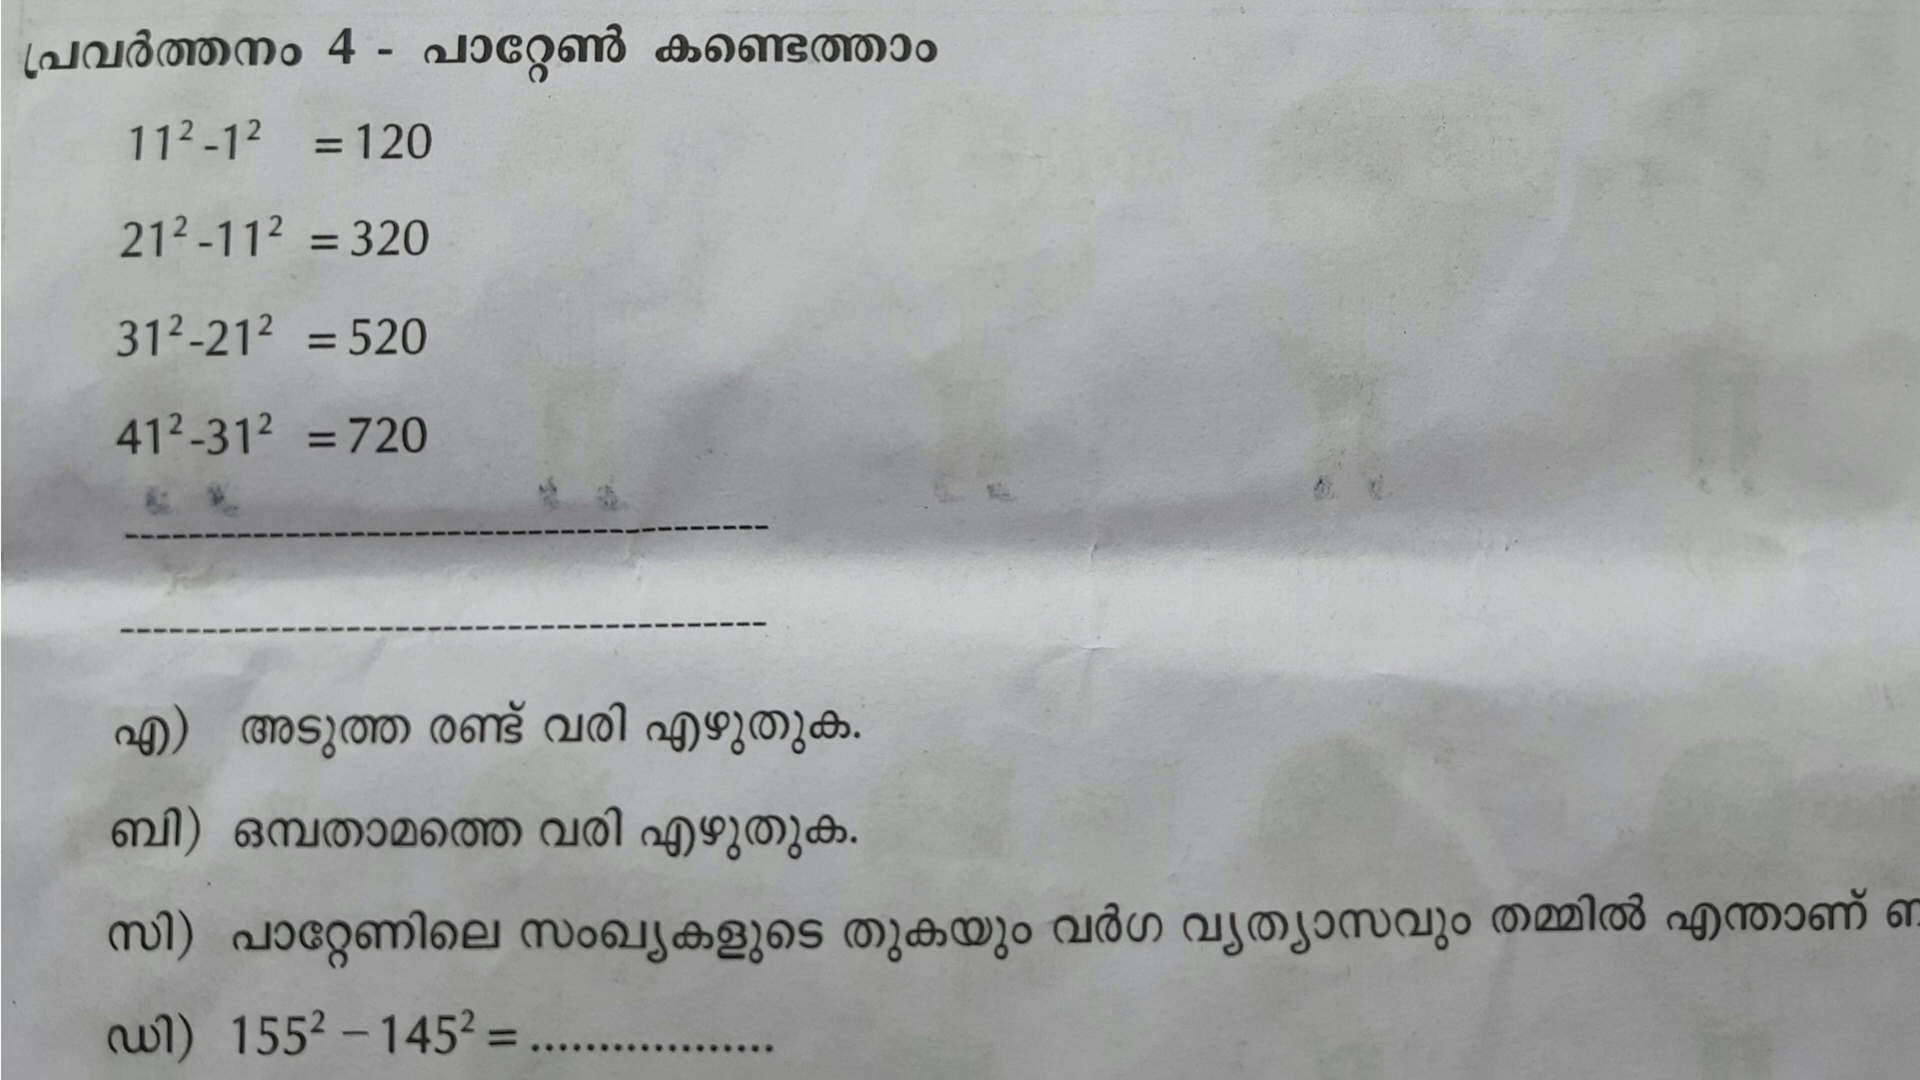 പ്രവർത്തനം 4 - പാറ്റേൺ കണ്ടെത്താം
11² -1² = 120
21² -11² = 320
31² -21² = 520
41² -31² = 720
----------------------------------------
----------------------------------------
എ) അടുത്ത രണ്ട് വരി എഴുതുക.
ബി) ഒമ്പതാമത്തെ വരി എഴുതുക.
സി) പാറ്റേണിലെ സംഖ്യകളുടെ തുകയും വർഗ വ്യത്യാസവും തമ്മിൽ എന്താണ്
ഡി) 155² – 145² = ..................